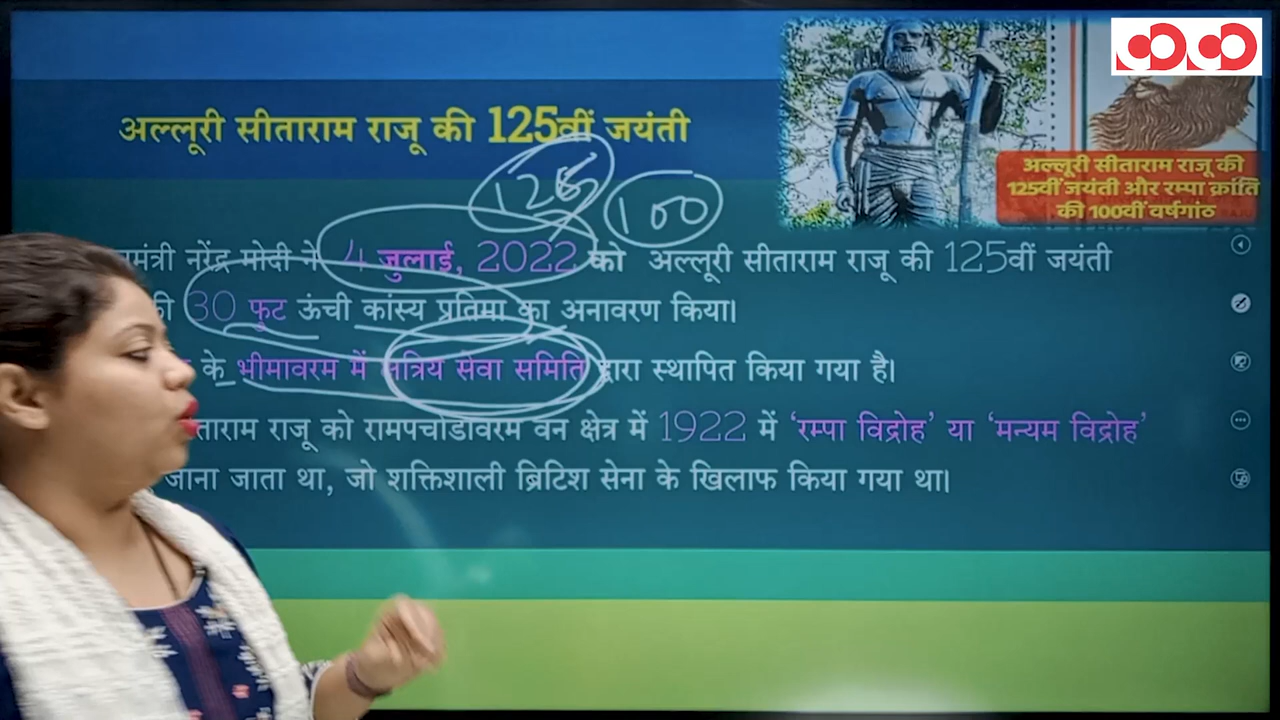 अल्लूरी सीताराम राजू की 125वीं जयंती
अल्लूरी सीताराम राजू की
125वीं जयंती और रम्पा क्रांति
की 100वीं वर्षगांठ
125
100
नरेंद्र मोदी ने 4 जुलाई, 2022 को अल्लूरी सीताराम राजू की 125वीं जयंती
30 फुट ऊंची कांस्य प्रतिमा का अनावरण किया।
के भीमावरम में क्षत्रिय सेवा समिति द्वारा स्थापित किया गया है।
राजू को रामपचोडावरम वन क्षेत्र में 1922 में ‘रम्पा विद्रोह’ या ‘मन्यम विद्रोह’
जाना जाता था, जो शक्तिशाली ब्रिटिश सेना के खिलाफ किया गया था।